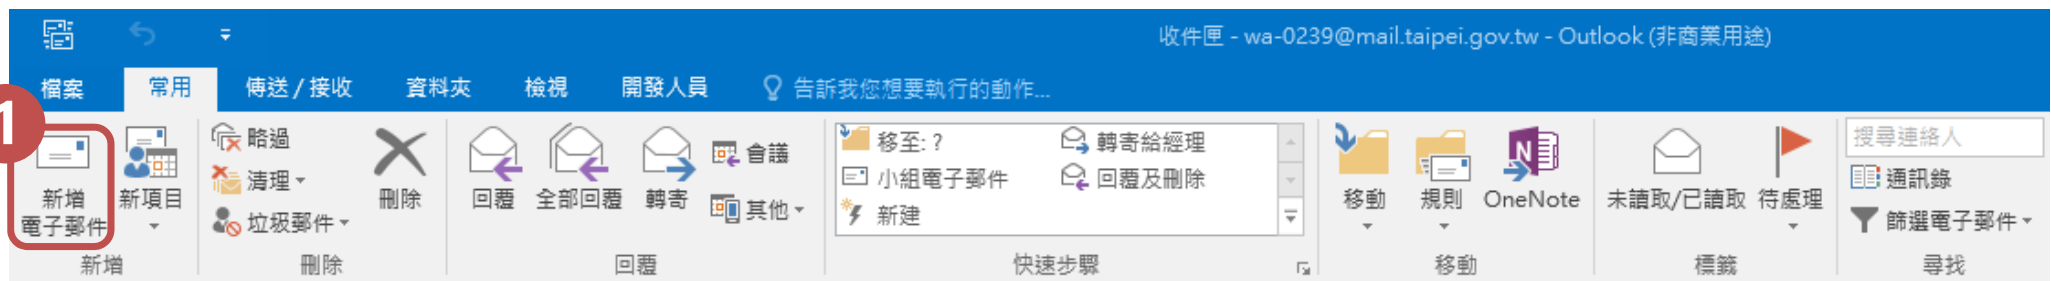 收件匣 - wa-0239@mail.taipei.gov.tw - Outlook (非商業用途)
檔案 常用 傳送 / 接收 資料夾 檢視 開發人員 告訴我您想要執行的動作...
1
新增
電子郵件
新項目
略過
清理
垃圾郵件
刪除
回覆
全部回覆
轉寄
會議
其他
移至: ?
小組電子郵件
新建
轉寄給經理
回覆及刪除
移動
規則
OneNote
未讀取/已讀取
待處理
搜尋連絡人
通訊錄
篩選電子郵件
新增 刪除 回覆 快速步驟 移動 標籤 尋找